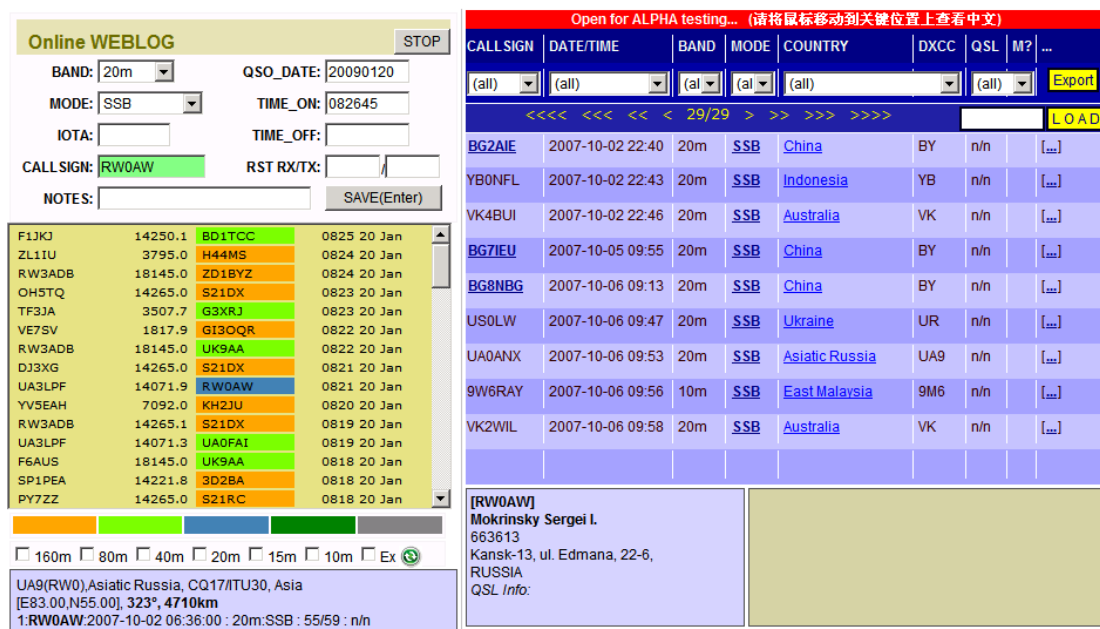 Online WEBLOG STOP
BAND: 20m QSO_DATE: 20090120
MODE: SSB TIME_ON: 082645
IOTA: TIME_OFF:
CALLSIGN: RW0AW RST RX/TX: /
NOTES: SAVE(Enter)
F1JKJ 14250.1 BD1TCC 0825 20 Jan
ZL1IU 3795.0 H44MS 0824 20 Jan
RW3ADB 18145.0 ZD1BYZ 0824 20 Jan
OH5TQ 14265.0 S21DX 0823 20 Jan
TF3JA 3507.7 G3XRJ 0823 20 Jan
VE7SV 1817.9 GI3OQR 0822 20 Jan
RW3ADB 18145.0 UK9AA 0822 20 Jan
DJ3XG 14265.0 S21DX 0821 20 Jan
UA3LPF 14071.9 RW0AW 0821 20 Jan
YV5EAH 7092.0 KH2JU 0820 20 Jan
RW3ADB 14265.1 S21DX 0819 20 Jan
UA3LPF 14071.3 UA0FAI 0819 20 Jan
F6AUS 18145.0 UK9AA 0818 20 Jan
SP1PEA 14221.8 3D2BA 0818 20 Jan
PY7ZZ 14265.0 S21RC 0818 20 Jan
160m 80m 40m 20m 15m 10m Ex
UA9(RW0),Asiatic Russia, CQ17/ITU30, Asia
[E83.00,N55.00], 323°, 4710km
1:RW0AW:2007-10-02 06:36:00 : 20m:SSB : 55/59 : n/n
Open for ALPHA testing... (请将鼠标移动到关键位置上查看中文)
CALLSIGN DATE/TIME BAND MODE COUNTRY DXCC QSL M? ...
(all) (all) (al (al (all) (all) Export
<<<< <<< << < 29/29 > >> >>> >>>> LOAD
BG2AIE 2007-10-02 22:40 20m SSB China BY n/n [...]
YB0NFL 2007-10-02 22:43 20m SSB Indonesia YB n/n [...]
VK4BUI 2007-10-02 22:46 20m SSB Australia VK n/n [...]
BG7IEU 2007-10-05 09:55 20m SSB China BY n/n [...]
BG8NBG 2007-10-06 09:13 20m SSB China BY n/n [...]
US0LW 2007-10-06 09:47 20m SSB Ukraine UR n/n [...]
UA0ANX 2007-10-06 09:53 20m SSB Asiatic Russia UA9 n/n [...]
9W6RAY 2007-10-06 09:56 10m SSB East Malaysia 9M6 n/n [...]
VK2WIL 2007-10-06 09:58 20m SSB Australia VK n/n [...]
[RW0AW]
Mokrinsky Sergei I.
663613
Kansk-13, ul. Edmana, 22-6,
RUSSIA
QSL Info: